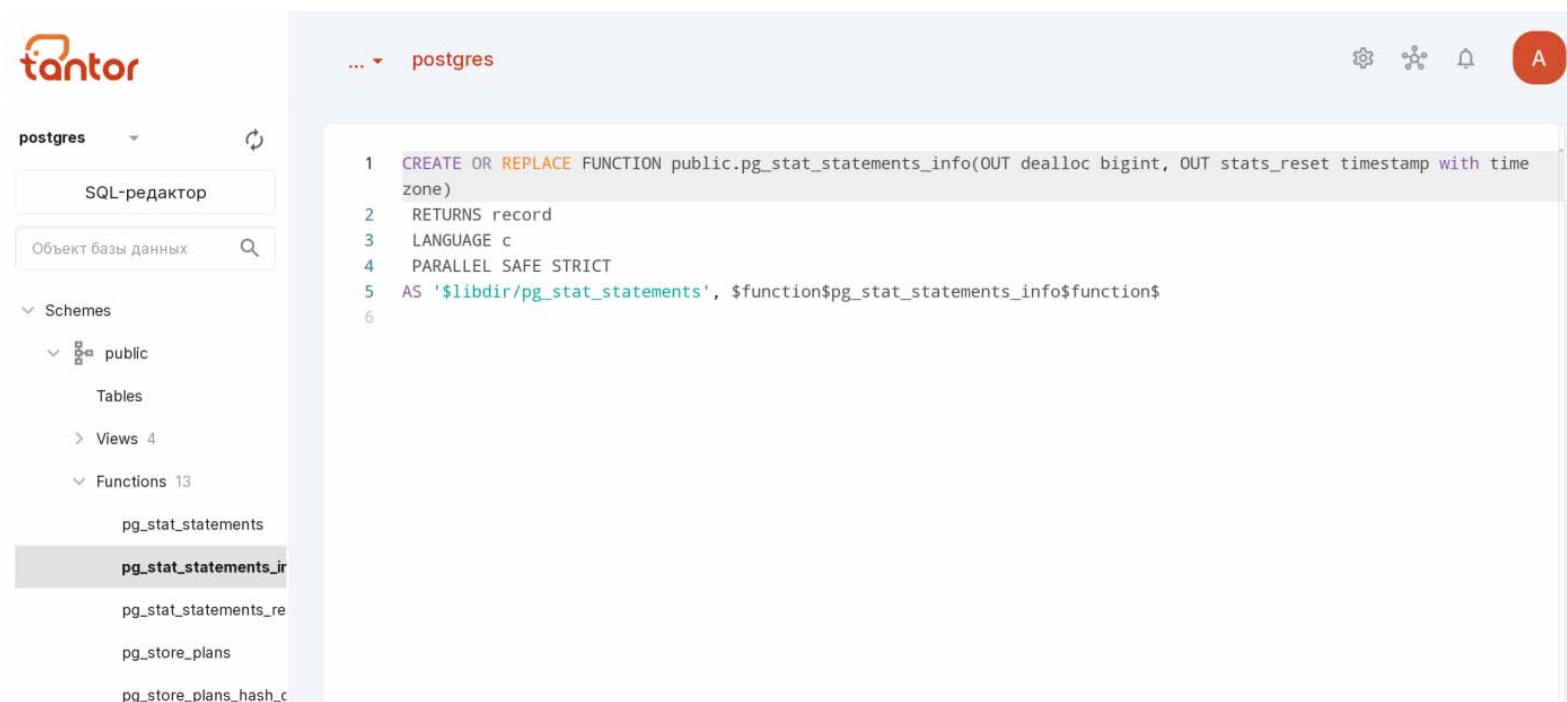 tantor
... postgres
A
postgres
SQL-редактор
Объект базы данных
Schemes
public
Tables
Views 4
Functions 13
pg_stat_statements
pg_stat_statements_in
pg_stat_statements_re
pg_store_plans
pg_store_plans_hash_c
1 CREATE OR REPLACE FUNCTION public.pg_stat_statements_info(OUT dealloc bigint, OUT stats_reset timestamp with time
zone)
2 RETURNS record
3 LANGUAGE c
4 PARALLEL SAFE STRICT
5 AS '$libdir/pg_stat_statements', $function$pg_stat_statements_info$function$
6